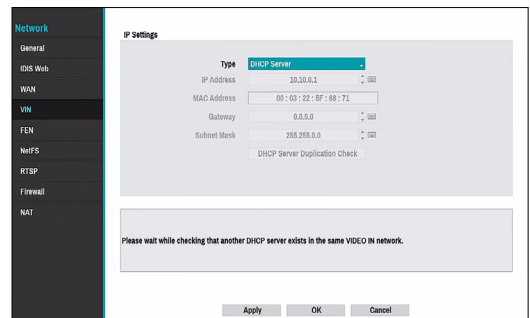 Network
General
IDIS Web
WAN
VIN
FEN
NetFS
RTSP
Firewall
NAT
IP Settings
Type DHCP Server
IP Address 10.10.0.1
MAC Address 00 : 03 : 22 : 5F : 68 : 71
Gateway 0.0.0.0
Subnet Mask 255.255.0.0
DHCP Server Duplication Check
Please wait while checking that another DHCP server exists in the same VIDEO IN network.
Apply OK Cancel